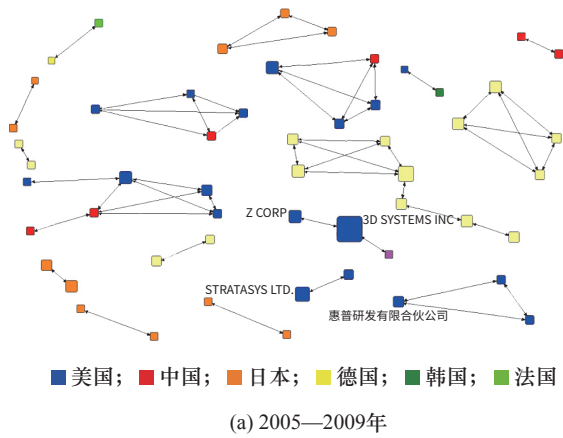 Z CORP
3D SYSTEMS INC
STRATASYS LTD.
惠普研发有限合伙公司
美国； 中国； 日本； 德国； 韩国； 法国
(a) 2005—2009年